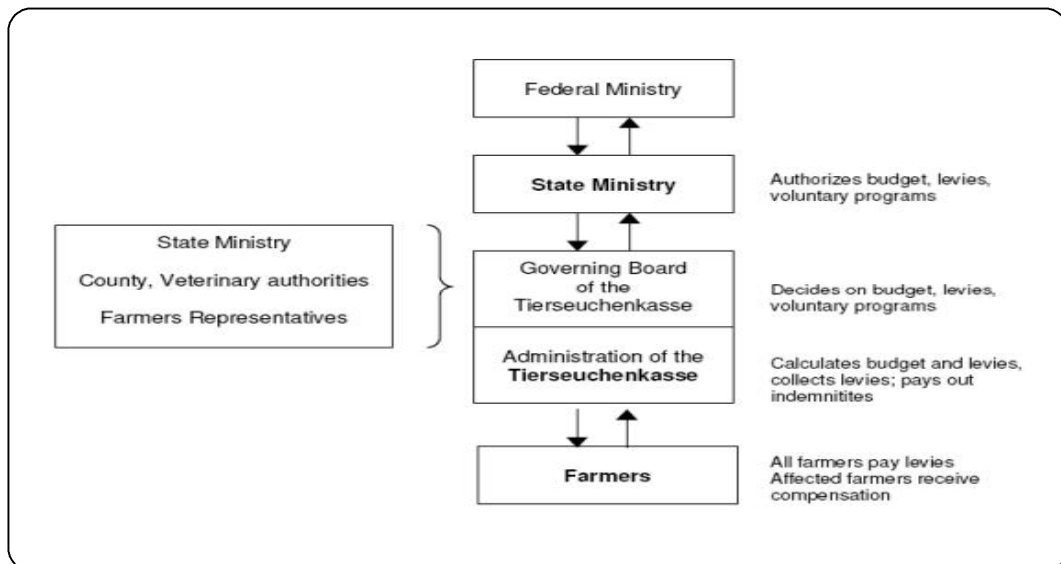 Federal Ministry
State Ministry
Authorizes budget, levies,
voluntary programs
State Ministry
County, Veterinary authorities
Farmers Representatives
Governing Board
of the
Tierseuchenkasse
Decides on budget, levies,
voluntary programs
Administration of the
Tierseuchenkasse
Calculates budget and levies,
collects levies; pays out
indemnitites
Farmers
All farmers pay levies
Affected farmers receive
compensation